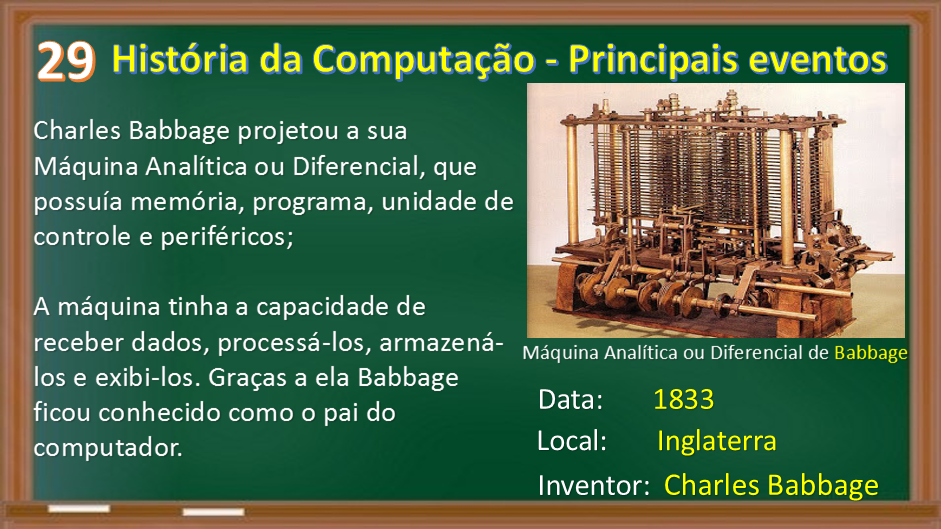 29 História da Computação - Principais eventos
Charles Babbage projetou a sua
Máquina Analítica ou Diferencial, que
possuía memória, programa, unidade de
controle e periféricos;
A máquina tinha a capacidade de
receber dados, processá-los, armazená-
los e exibi-los. Graças a ela Babbage
ficou conhecido como o pai do
computador.
Máquina Analítica ou Diferencial de Babbage
Data: 1833
Local: Inglaterra
Inventor: Charles Babbage